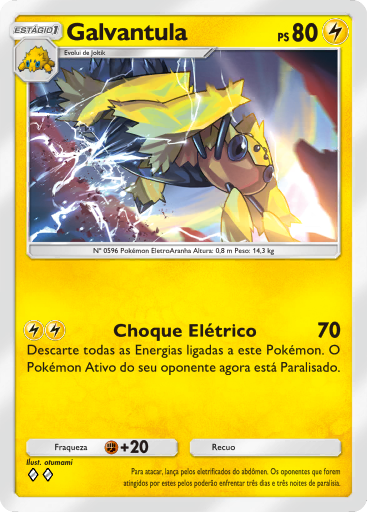 ESTÁGIO 1
Galvantula
PS 80
Evolui de Joltik
N° 0596 Pokémon EletroAranha Altura: 0,8 m Peso: 14,3 kg
Choque Elétrico 70
Descarte todas as Energias ligadas a este Pokémon. O
Pokémon Ativo do seu oponente agora está Paralisado.
Fraqueza +20 Recuo
Ilust. otumami
Para atacar, lança pelos eletrificados do abdômen. Os oponentes que forem
atingidos por estes pelos poderão enfrentar três dias e três noites de paralisia.